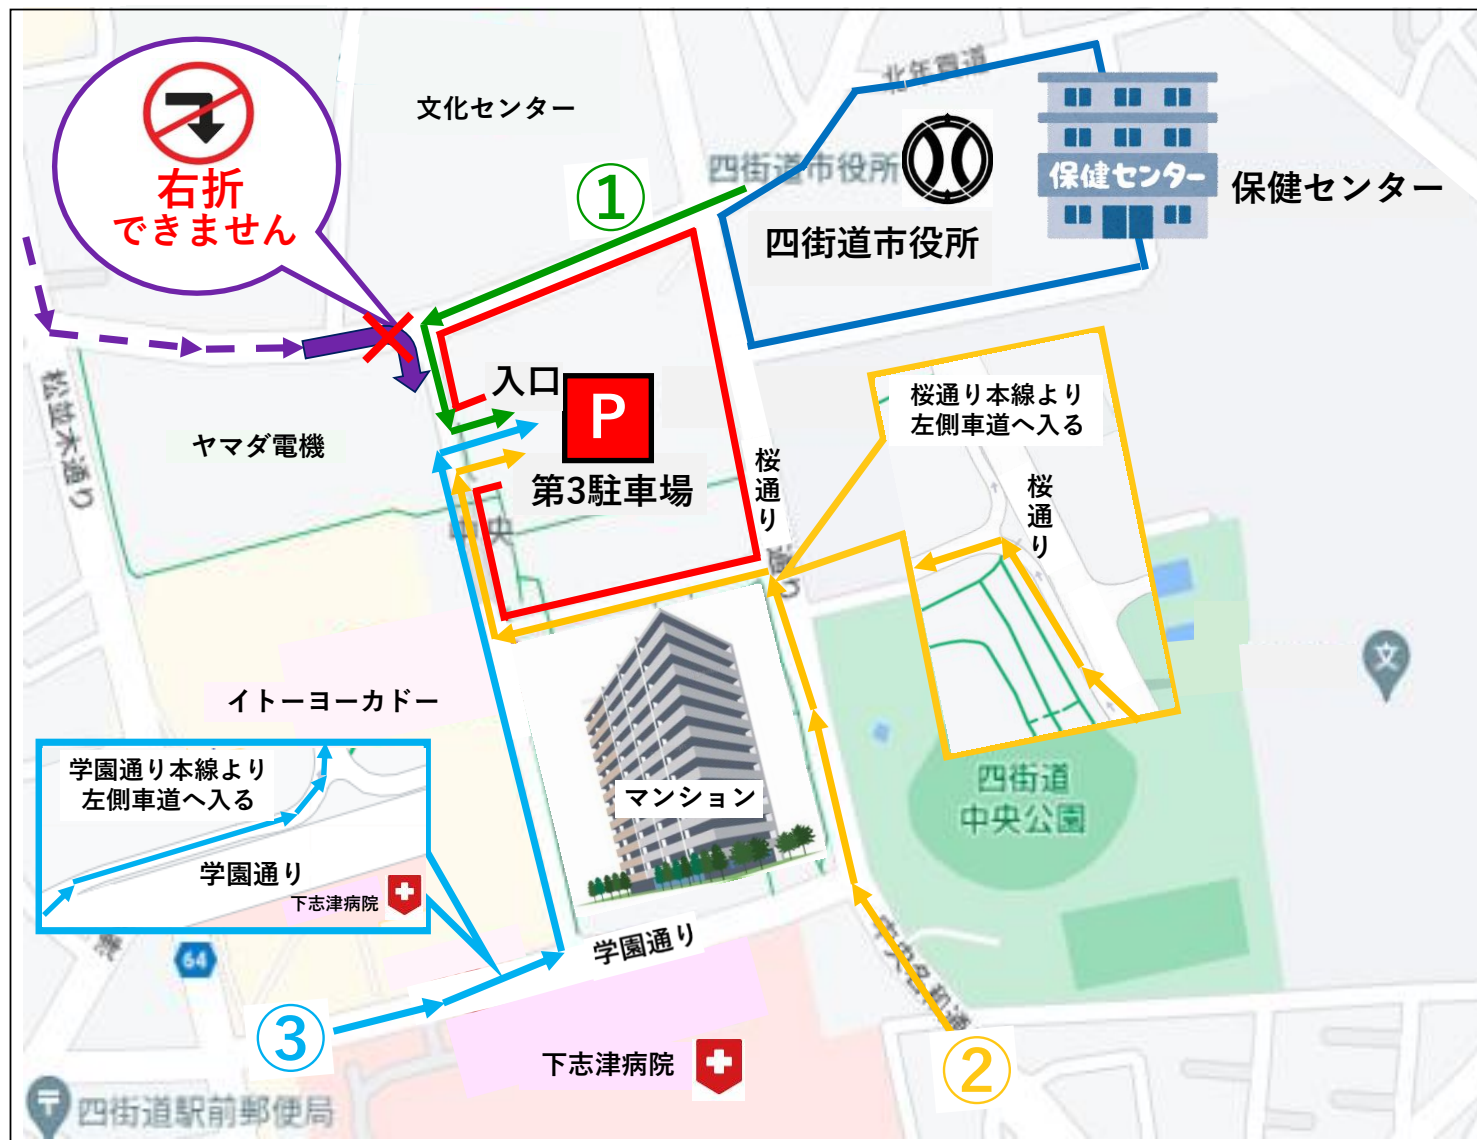 北年貢道
文化センター
右折
できません
①
四街道市役所
保健センター
保健センター
四街道市役所
入口
P
第3駐車場
ヤマダ電機
松並木通り
中央
桜通り
通り
桜通り本線より
左側車道へ入る
桜通り
文
イトーヨーカドー
学園通り本線より
左側車道へ入る
学園通り
下志津病院
マンション
四街道
中央公園
64
学園通り
③
下志津病院
②
四街道駅前郵便局